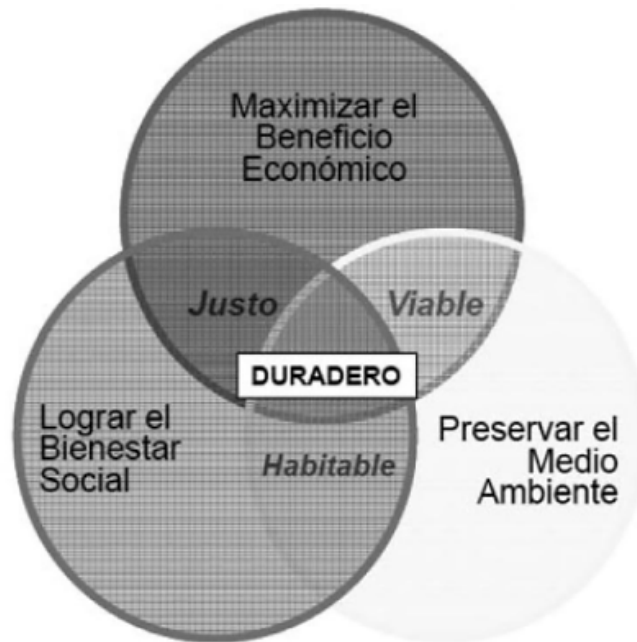 Maximizar el
Beneficio
Económico
Justo
Viable
DURADERO
Lograr el
Bienestar
Social
Habitable
Preservar el
Medio
Ambiente